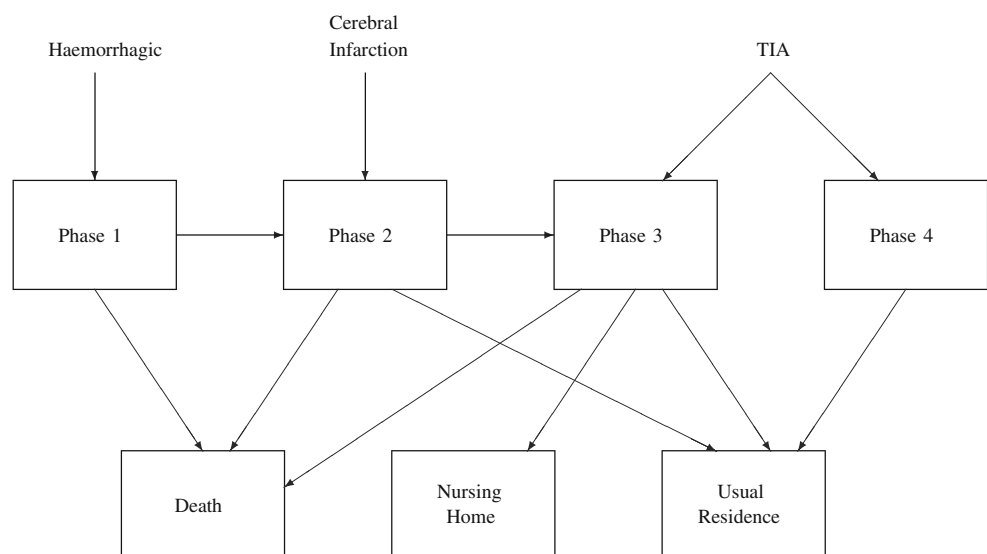 Haemorrhagic
Cerebral
Infarction
TIA
Phase 1
Phase 2
Phase 3
Phase 4
Death
Nursing
Home
Usual
Residence